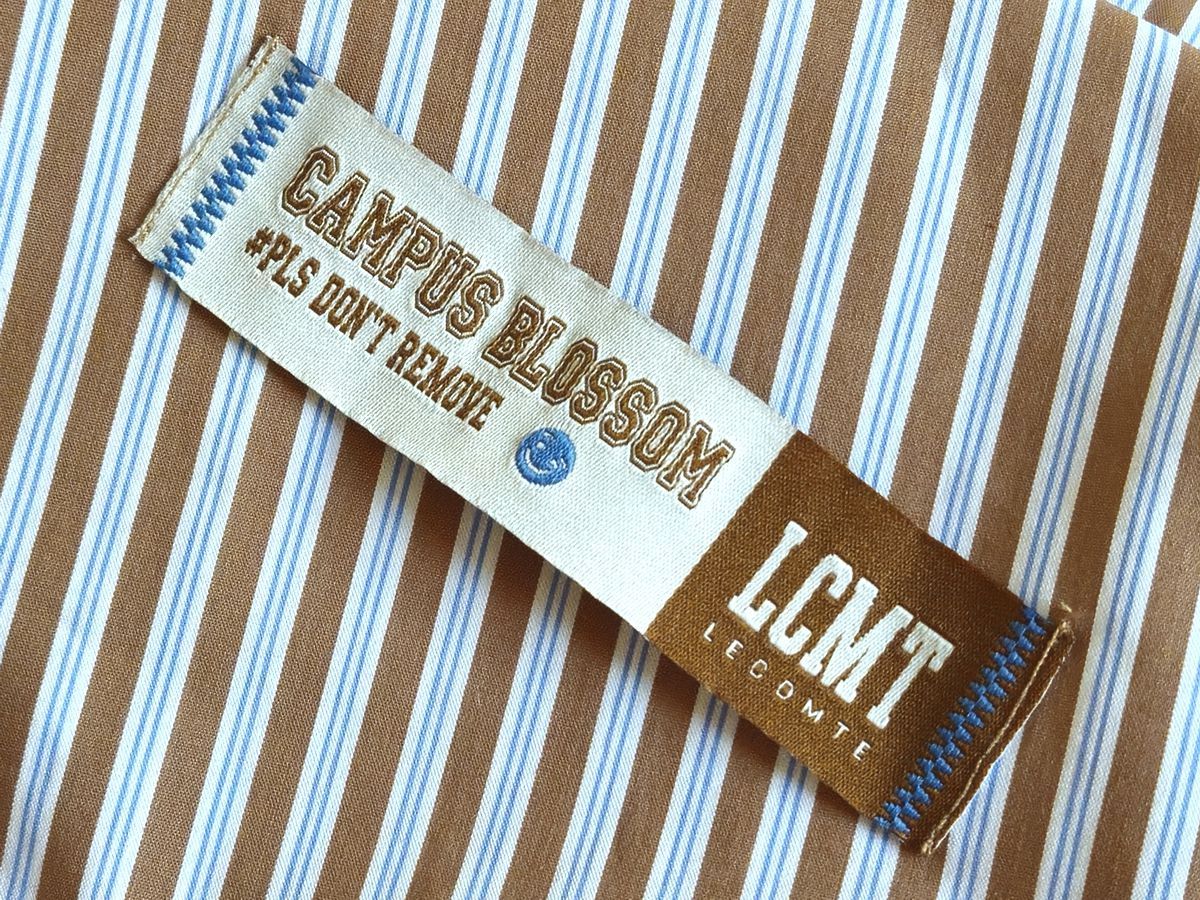 CAMPUS BLOSSOM
#PLS DON'T REMOVE
LCMT
LECOMTE